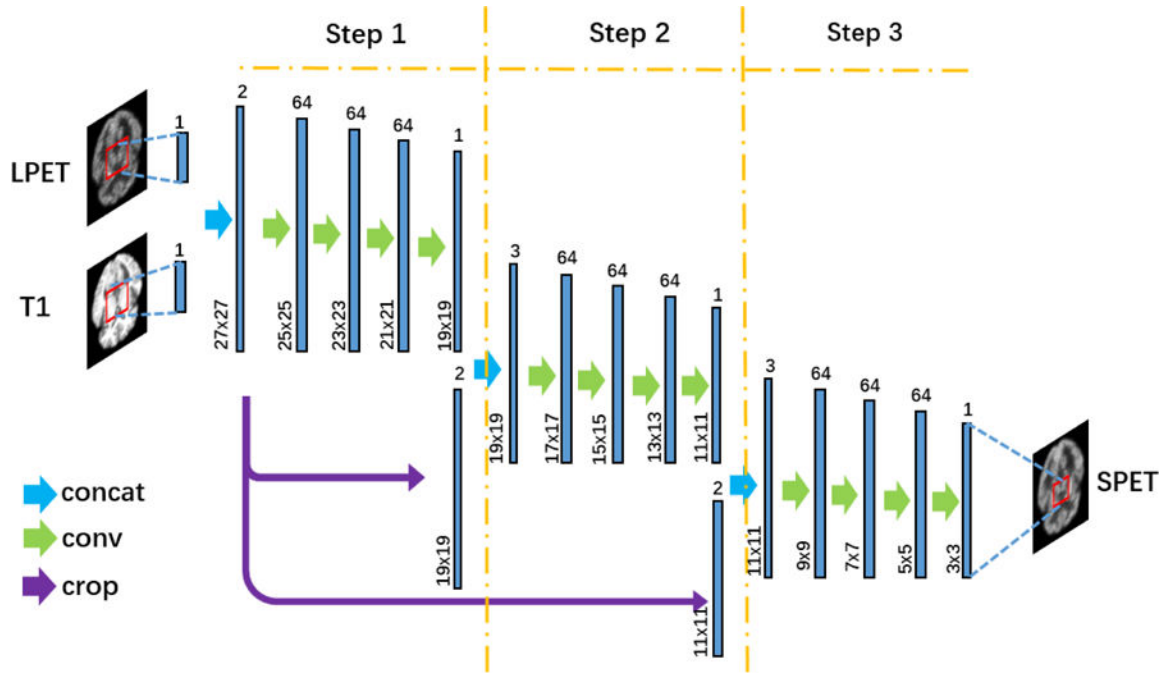 Step 1
Step 2
Step 3
LPET
1
T1
1
2
64
64
64
1
27x27
25x25
23x23
21x21
19x19
2
19x19
3
64
64
64
1
19x19
17x17
15x15
13x13
11x11
2
11x11
3
64
64
64
1
11x11
9x9
7x7
5x5
3x3
SPET
concat
conv
crop